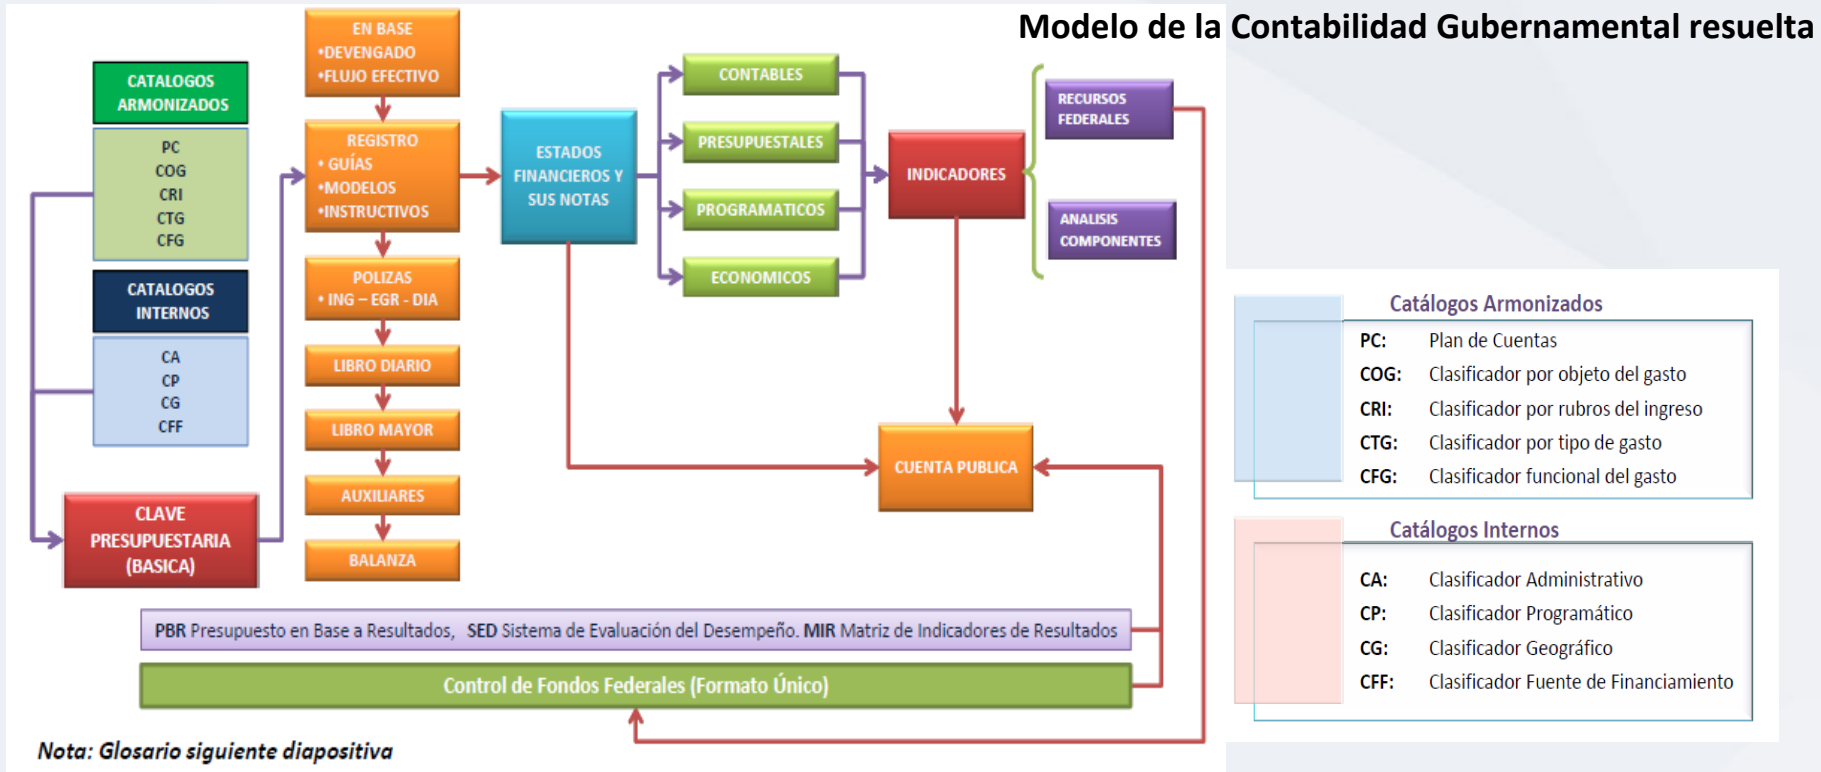 Modelo de la Contabilidad Gubernamental resuelta
CATALOGOS
ARMONIZADOS
PC
COG
CRI
CTG
CFG
CATALOGOS
INTERNOS
CA
CP
CG
CFF
CLAVE
PRESUPUESTARIA
(BASICA)
EN BASE
•DEVENGADO
•FLUJO EFECTIVO
REGISTRO
• GUÍAS
•MODELOS
•INSTRUCTIVOS
POLIZAS
• ING – EGR - DIA
LIBRO DIARIO
LIBRO MAYOR
AUXILIARES
BALANZA
ESTADOS
FINANCIEROS Y
SUS NOTAS
CONTABLES
PRESUPUESTALES
PROGRAMATICOS
ECONOMICOS
INDICADORES
RECURSOS
FEDERALES
ANALISIS
COMPONENTES
CUENTA PUBLICA
PBR Presupuesto en Base a Resultados, SED Sistema de Evaluación del Desempeño. MIR Matriz de Indicadores de Resultados
Control de Fondos Federales (Formato Único)
Nota: Glosario siguiente diapositiva
Catálogos Armonizados
PC: Plan de Cuentas
COG: Clasificador por objeto del gasto
CRI: Clasificador por rubros del ingreso
CTG: Clasificador por tipo de gasto
CFG: Clasificador funcional del gasto
Catálogos Internos
CA: Clasificador Administrativo
CP: Clasificador Programático
CG: Clasificador Geográfico
CFF: Clasificador Fuente de Financiamiento